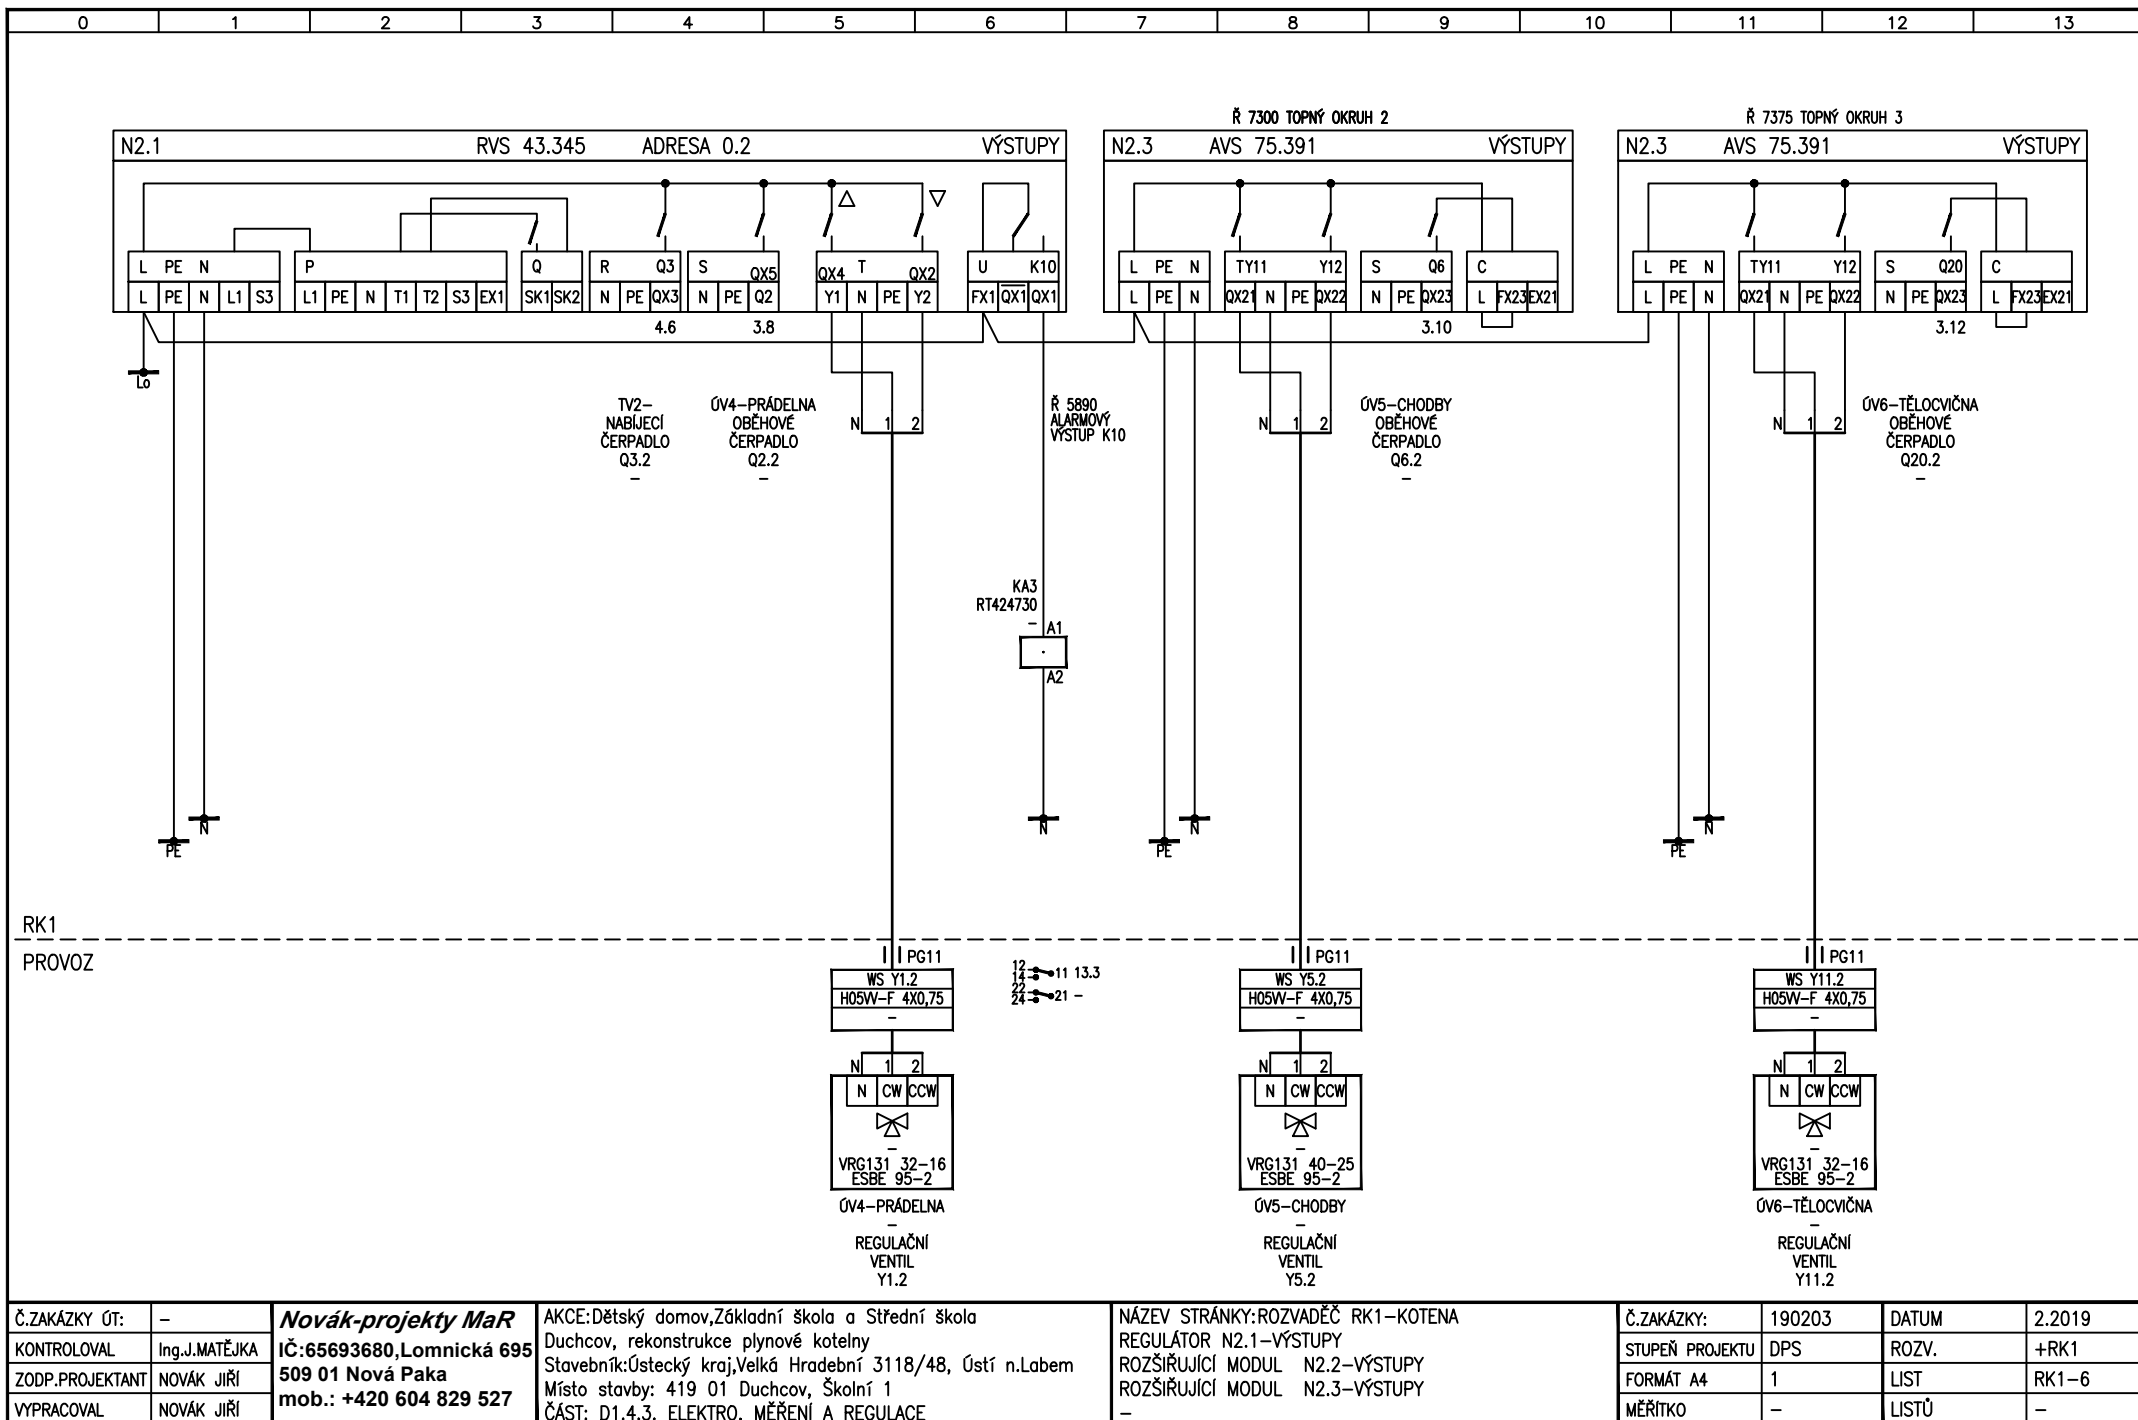 0 1 2 3 4 5 6 7 8 9 10 11 12 13
Ř 7300 TOPNÝ OKRUH 2
Ř 7375 TOPNÝ OKRUH 3
N2.1 RVS 43.345 ADRESA 0.2 VÝSTUPY
N2.3 AVS 75.391 VÝSTUPY
N2.3 AVS 75.391 VÝSTUPY
L PE N P Q R Q3 S QX5 QX4 T QX2 U K10
L PE N L1 S3 L1 PE N T1 T2 S3 EX1 SK1 SK2 N PE QX3 N PE Q2 Y1 N PE Y2 FX1 QX1 QX1
L PE N TY11 Y12 S Q6 C
L PE N QX21 N PE QX22 N PE QX23 L FX23 EX21
L PE N TY11 Y12 S Q20 C
L PE N QX21 N PE QX22 N PE QX23 L FX23 EX21
4.6 3.8 3.10 3.12
Lo
TV2-
NABÍJECÍ
ČERPADLO
Q3.2
-
ÚV4-PRÁDELNA
OBĚHOVÉ
ČERPADLO
Q2.2
-
N 1 2
Ř 5890
ALARMOVÝ
VÝSTUP K10
N 1 2
ÚV5-CHODBY
OBĚHOVÉ
ČERPADLO
Q6.2
-
N 1 2
ÚV6-TĚLOCVIČNA
OBĚHOVÉ
ČERPADLO
Q20.2
-
KA3
RT424730
-
A1
A2
N N N N
PE PE PE
RK1
PROVOZ
PG11 PG11 PG11
WS Y1.2
H05VV-F 4X0,75
-
12
14 11 13.3
22
24 21 -
WS Y5.2
H05VV-F 4X0,75
-
WS Y11.2
H05VV-F 4X0,75
-
N 1 2
N CW CCW
-
VRG131 32-16
ESBE 95-2
ÚV4-PRÁDELNA
-
REGULAČNÍ
VENTIL
Y1.2
N 1 2
N CW CCW
-
VRG131 40-25
ESBE 95-2
ÚV5-CHODBY
-
REGULAČNÍ
VENTIL
Y5.2
N 1 2
N CW CCW
-
VRG131 32-16
ESBE 95-2
ÚV6-TĚLOCVIČNA
-
REGULAČNÍ
VENTIL
Y11.2
Č.ZAKÁZKY ÚT: -
KONTROLOVAL Ing.J.MATĚJKA
ZODP.PROJEKTANT NOVÁK JIŘÍ
VYPRACOVAL NOVÁK JIŘÍ
Novák-projekty MaR
IČ:65693680,Lomnická 695
509 01 Nová Paka
mob.: +420 604 829 527
AKCE:Dětský domov,Základní škola a Střední škola
Duchcov, rekonstrukce plynové kotelny
Stavebník:Ústecký kraj,Velká Hradební 3118/48, Ústí n.Labem
Místo stavby: 419 01 Duchcov, Školní 1
ČÁST: D1.4.3. ELEKTRO, MĚŘENÍ A REGULACE
NÁZEV STRÁNKY:ROZVADĚČ RK1-KOTENA
REGULÁTOR N2.1-VÝSTUPY
ROZŠIŘUJÍCÍ MODUL N2.2-VÝSTUPY
ROZŠIŘUJÍCÍ MODUL N2.3-VÝSTUPY
-
Č.ZAKÁZKY: 190203 DATUM 2.2019
STUPEŇ PROJEKTU DPS ROZV. +RK1
FORMÁT A4 1 LIST RK1-6
MĚŘÍTKO - LISTŮ -